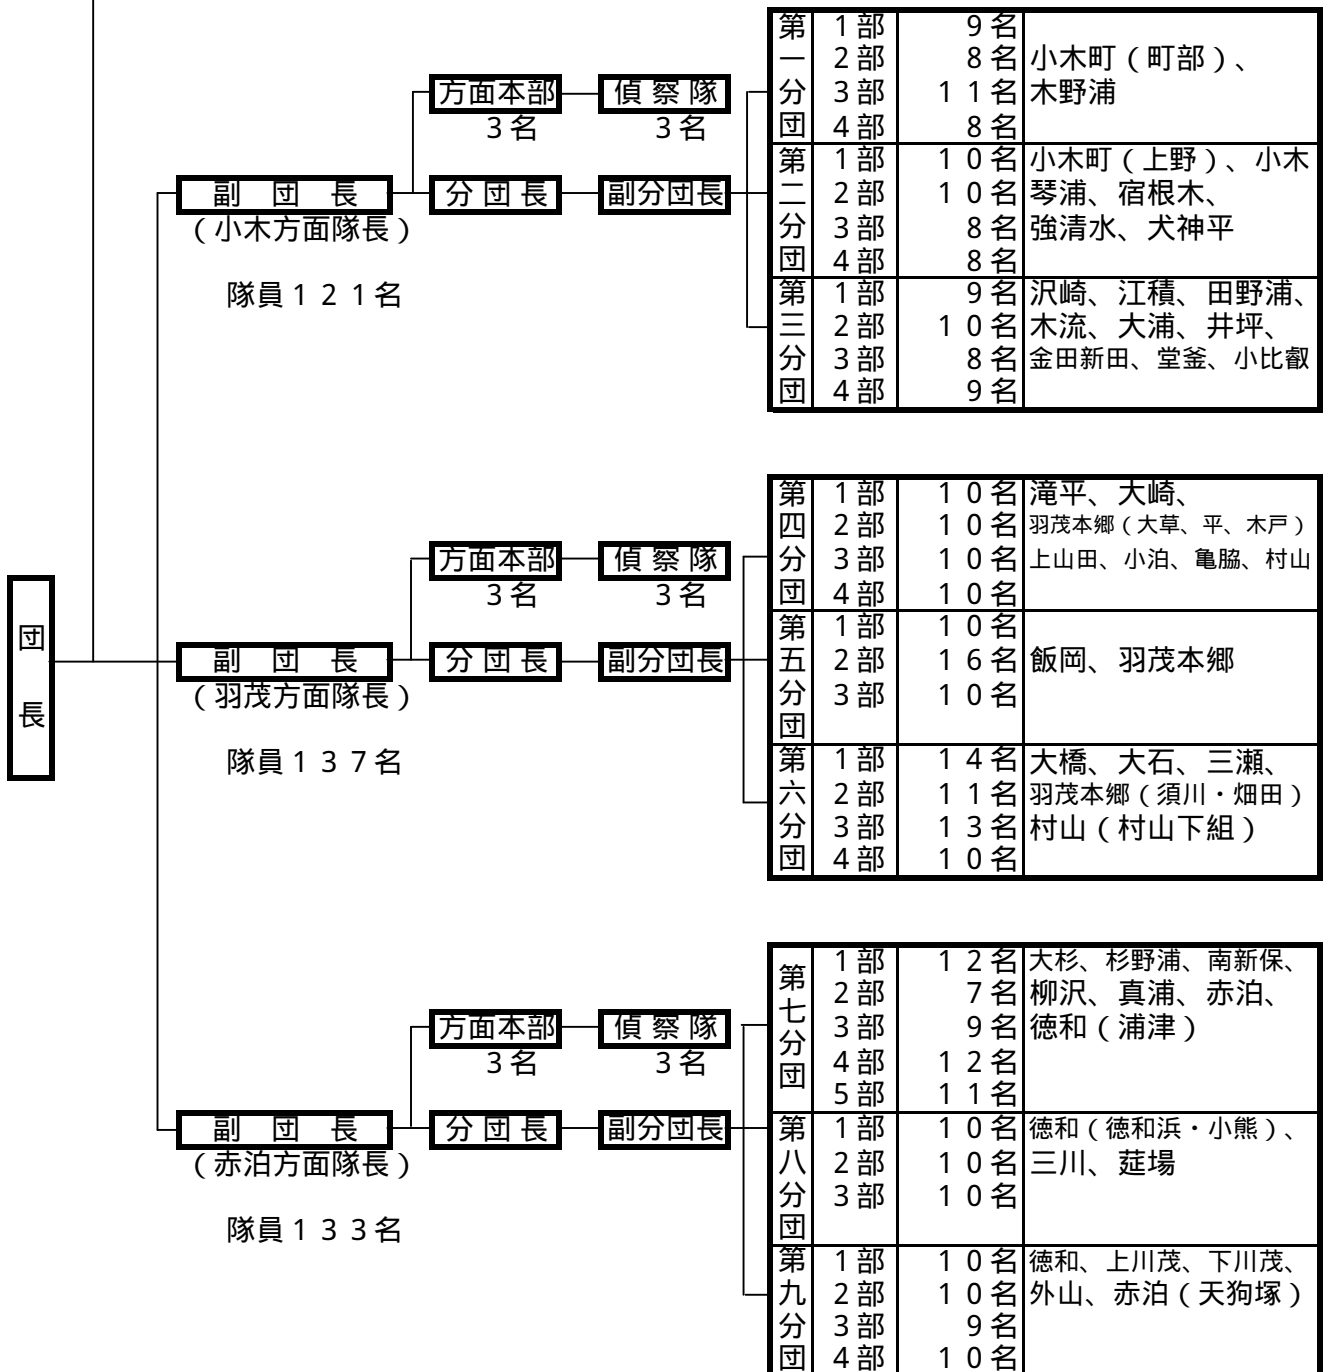 団長
副団長
(小木方面隊長)
隊員121名
方面本部
3名
偵察隊
3名
分団長
副分団長
第一分団
1部 9名
2部 8名 小木町(町部)、
3部 11名 木野浦
4部 8名
第二分団
1部 10名 小木町(上野)、小木
2部 10名 琴浦、宿根木、
3部 8名 強清水、犬神平
4部 8名
第三分団
1部 9名 沢崎、江積、田野浦、
2部 10名 木流、大浦、井坪、
3部 8名 金田新田、堂釜、小比叡
4部 9名
副団長
(羽茂方面隊長)
隊員137名
方面本部
3名
偵察隊
3名
分団長
副分団長
第四分団
1部 10名 滝平、大崎、
2部 10名 羽茂本郷(大草、平、木戸)
3部 10名 上山田、小泊、亀脇、村山
4部 10名
第五分団
1部 10名
2部 16名 飯岡、羽茂本郷
3部 10名
第六分団
1部 14名 大橋、大石、三瀬、
2部 11名 羽茂本郷(須川・畑田)
3部 13名 村山(村山下組)
4部 10名
副団長
(赤泊方面隊長)
隊員133名
方面本部
3名
偵察隊
3名
分団長
副分団長
第七分団
1部 12名 大杉、杉野浦、南新保、
2部 7名 柳沢、真浦、赤泊、
3部 9名 徳和(浦津)
4部 12名
5部 11名
第八分団
1部 10名 徳和(徳和浜・小熊)、
2部 10名 三川、莚場
3部 10名
第九分団
1部 10名 徳和、上川茂、下川茂、
2部 10名 外山、赤泊(天狗塚)
3部 9名
4部 10名